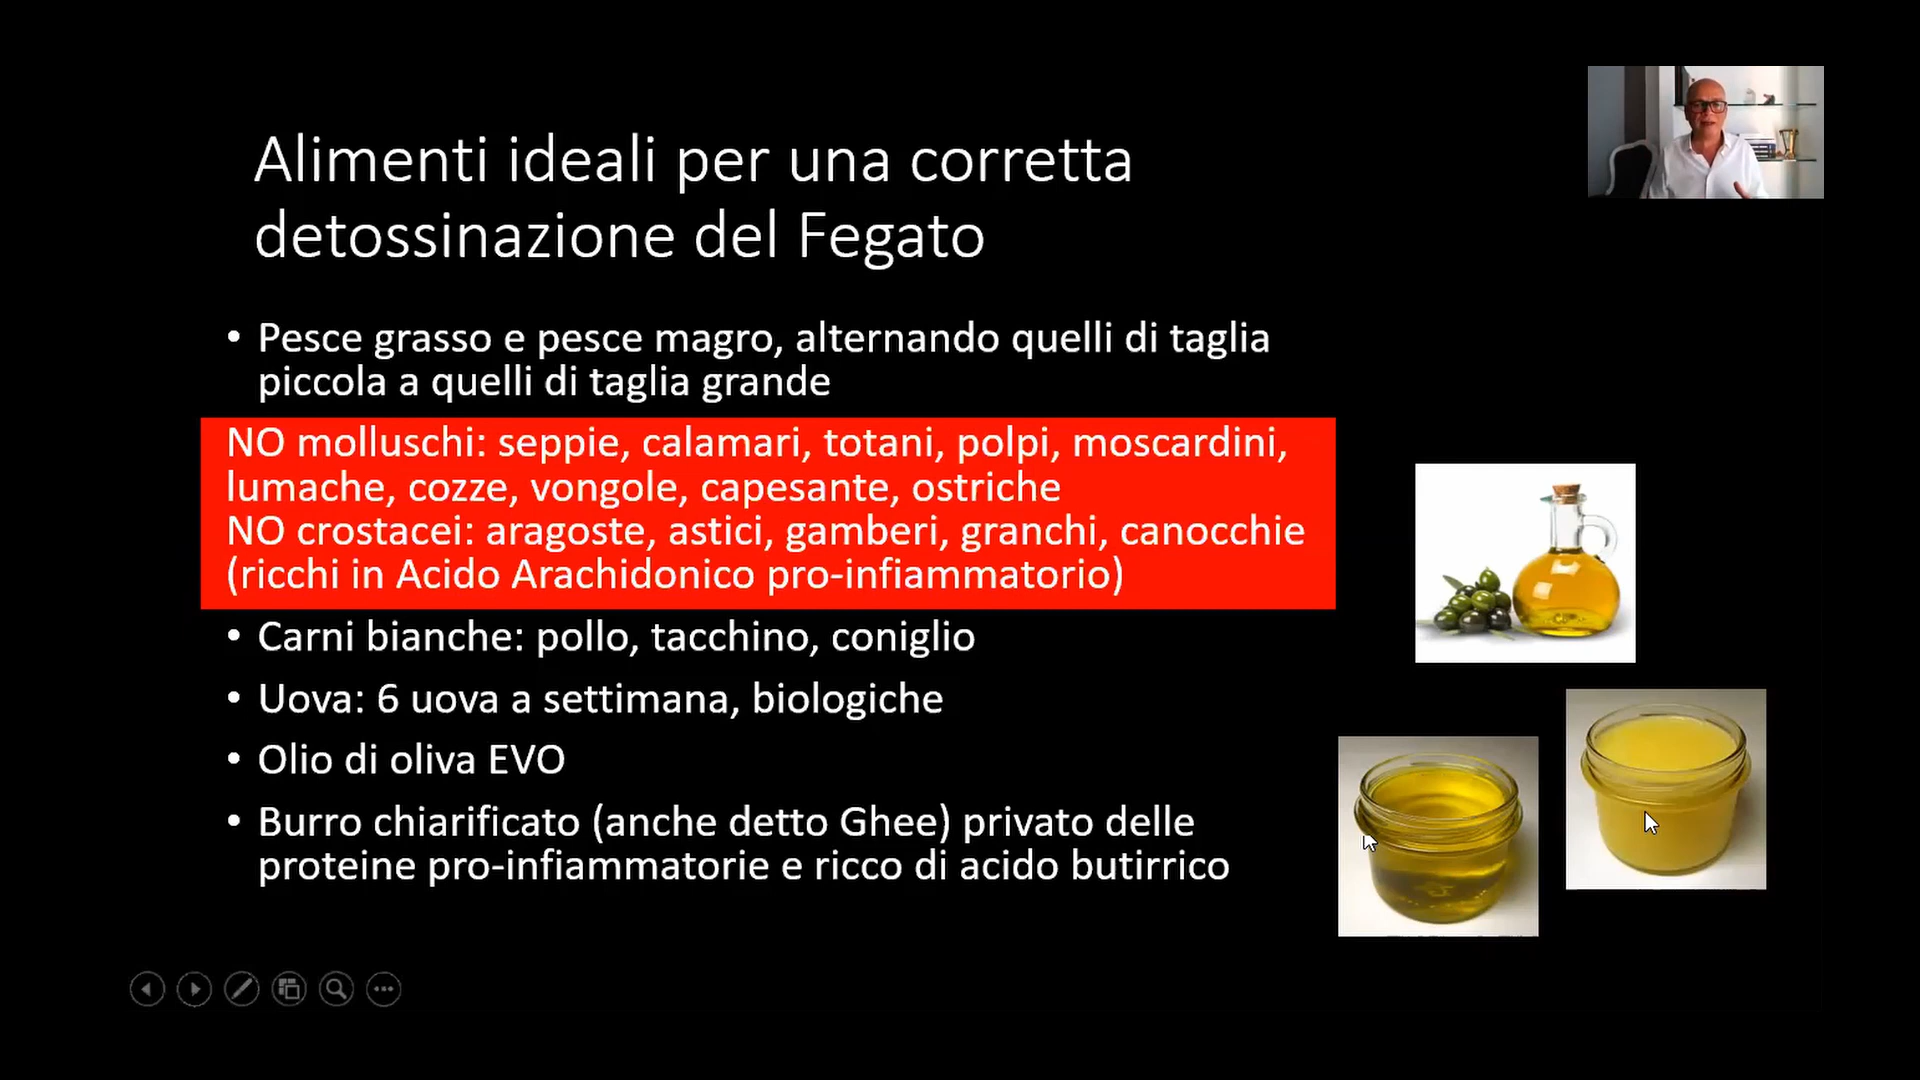 Alimenti ideali per una corretta
detossinazione del Fegato
• Pesce grasso e pesce magro, alternando quelli di taglia
piccola a quelli di taglia grande
NO molluschi: seppie, calamari, totani, polpi, moscardini,
lumache, cozze, vongole, capesante, ostriche
NO crostacei: aragoste, astici, gamberi, granchi, canocchie
(ricchi in Acido Arachidonico pro-infiammatorio)
• Carni bianche: pollo, tacchino, coniglio
• Uova: 6 uova a settimana, biologiche
• Olio di oliva EVO
• Burro chiarificato (anche detto Ghee) privato delle
proteine pro-infiammatorie e ricco di acido butirrico